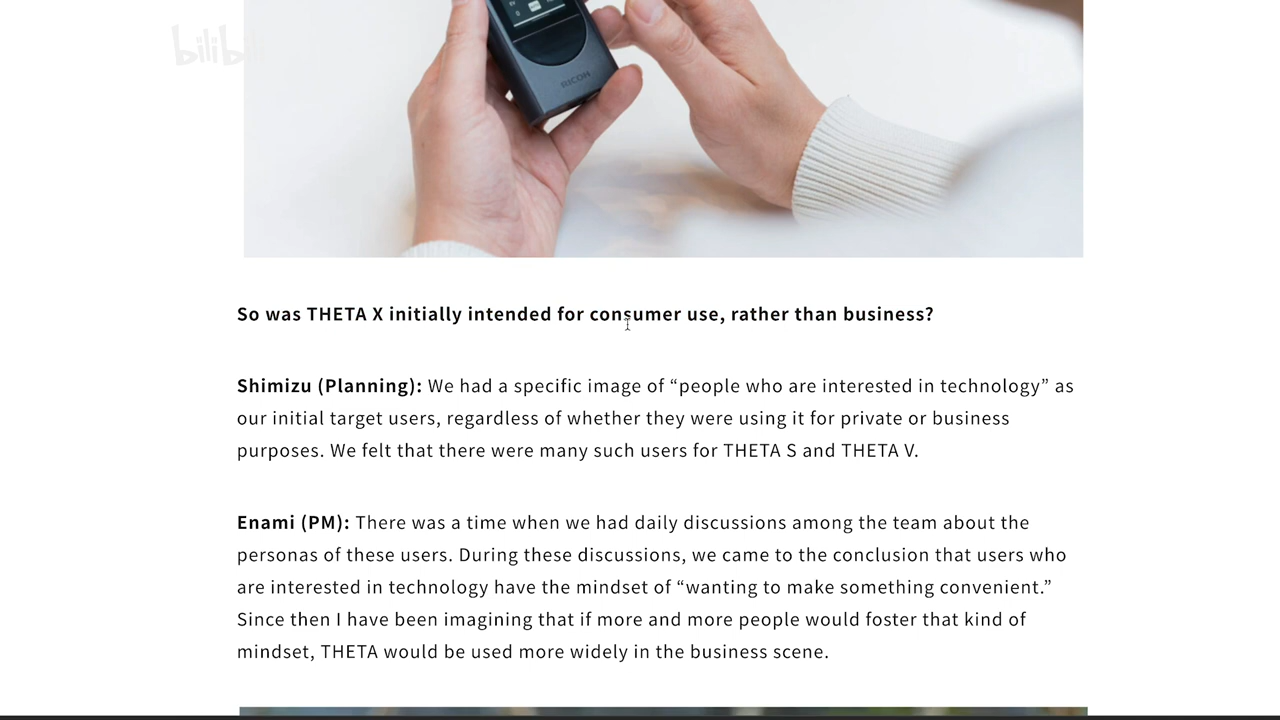 bilibili
RICOH
So was THETA X initially intended for consumer use, rather than business?
Shimizu (Planning): We had a specific image of “people who are interested in technology” as
our initial target users, regardless of whether they were using it for private or business
purposes. We felt that there were many such users for THETA S and THETA V.
Enami (PM): There was a time when we had daily discussions among the team about the
personas of these users. During these discussions, we came to the conclusion that users who
are interested in technology have the mindset of “wanting to make something convenient.”
Since then I have been imagining that if more and more people would foster that kind of
mindset, THETA would be used more widely in the business scene.